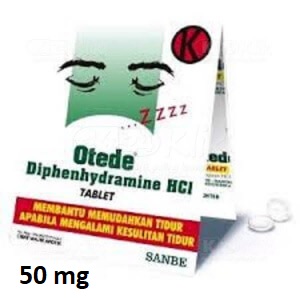 K
zzzz
Otede®
Diphenhydramine HCl
TABLET
MEMBANTU MEMUDAHKAN TIDUR
APABILA MENGALAMI KESULITAN TIDUR
SANBE
50 mg